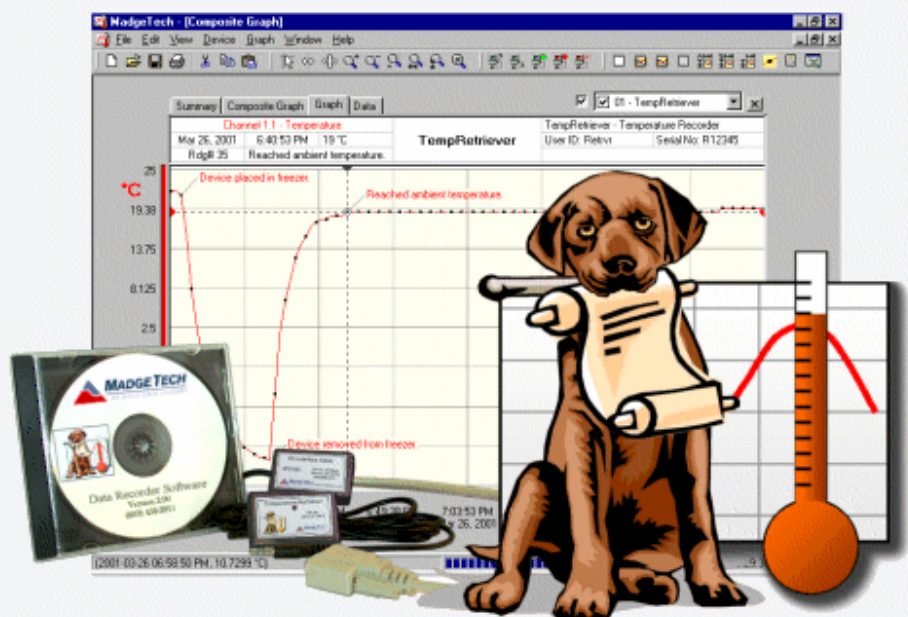 MadgeTech - [Composite Graph]
File Edit View Device Graph Window Help
Summary Composite Graph Graph Data
01 - TempRetriever
Channel 1.1 - Temperature
Mar 26, 2001 6:40:53 PM 19 °C
Rdg# 35 Reached ambient temperature.
TempRetriever
TempRetriever - Temperature Recorder
User ID: Retrvr Serial No: R12345
°C
25
Device placed in freezer.
Reached ambient temperature.
19.38
13.75
8.125
2.5
Device removed from freezer.
7:03:53 PM
26, 2001
(2001-03-26 06:58:50 PM, 10.7299 °C)
MADGETECH
Data Recorder Software